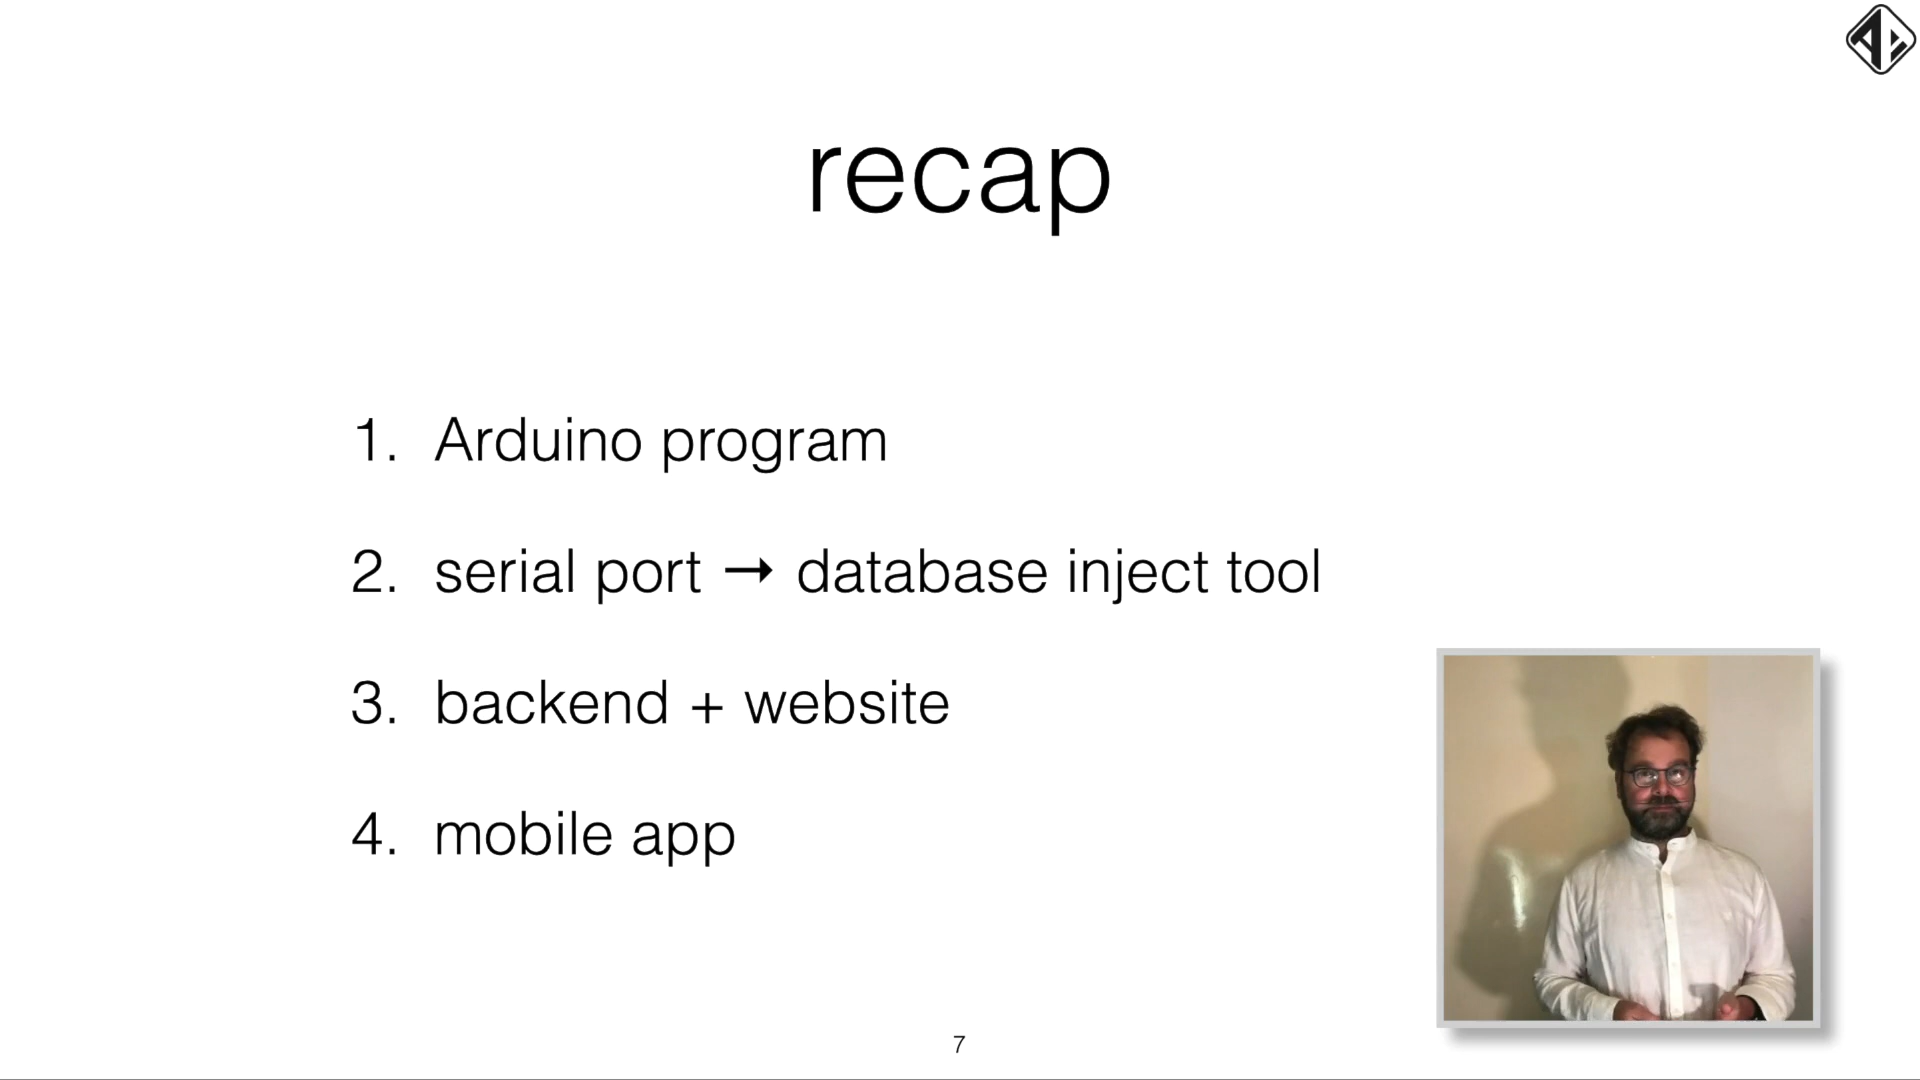 recap
1. Arduino program
2. serial port → database inject tool
3. backend + website
4. mobile app
7